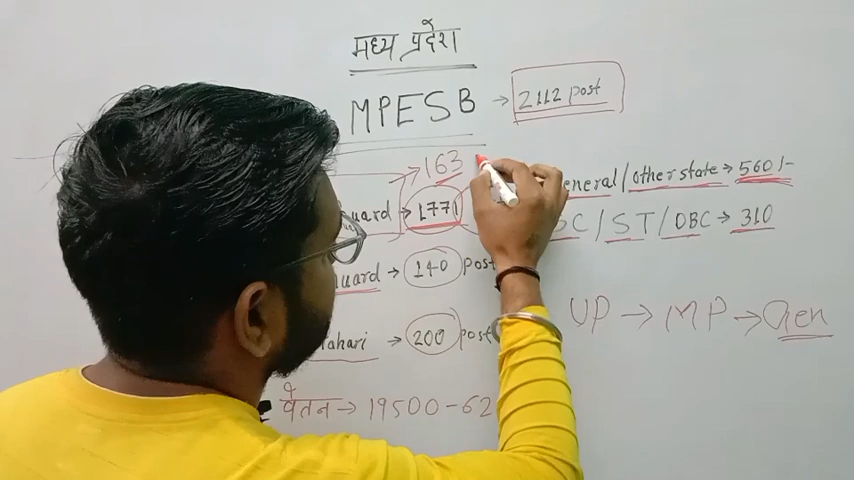 मध्य प्रदेश
MPESB → 2112 post
→ 163
General / other state → 560/-
uard → 1771
SC / ST / OBC → 310
uard → 140 post
UP → MP → Gen
ahari → 200 post
वेतन → 19500-62